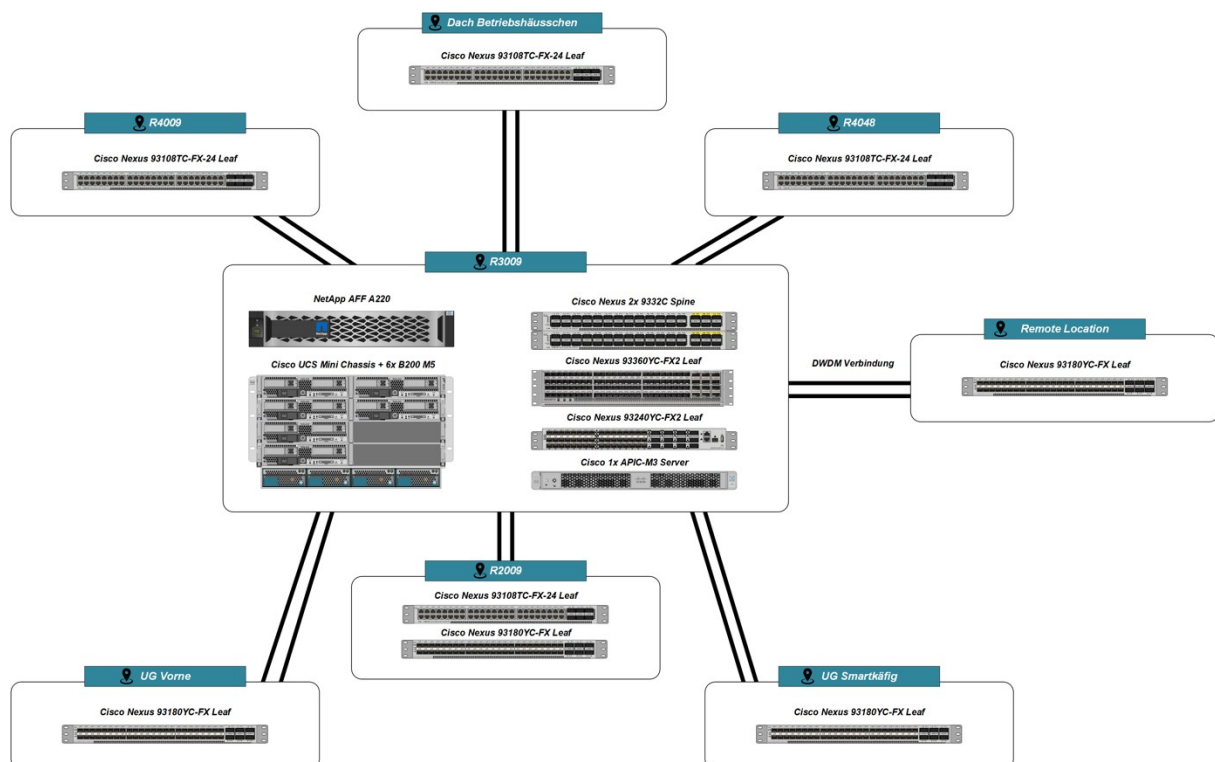 Dach Betriebshäusschen
Cisco Nexus 93108TC-FX-24 Leaf
R4009
Cisco Nexus 93108TC-FX-24 Leaf
R4048
Cisco Nexus 93108TC-FX-24 Leaf
R3009
NetApp AFF A220
Cisco UCS Mini Chassis + 6x B200 M5
Cisco Nexus 2x 9332C Spine
Cisco Nexus 93360YC-FX2 Leaf
Cisco Nexus 93240YC-FX2 Leaf
Cisco 1x APIC-M3 Server
DWDM Verbindung
Remote Location
Cisco Nexus 93180YC-FX Leaf
R2009
Cisco Nexus 93108TC-FX-24 Leaf
Cisco Nexus 93180YC-FX Leaf
UG Vorne
Cisco Nexus 93180YC-FX Leaf
UG Smartkäfig
Cisco Nexus 93180YC-FX Leaf